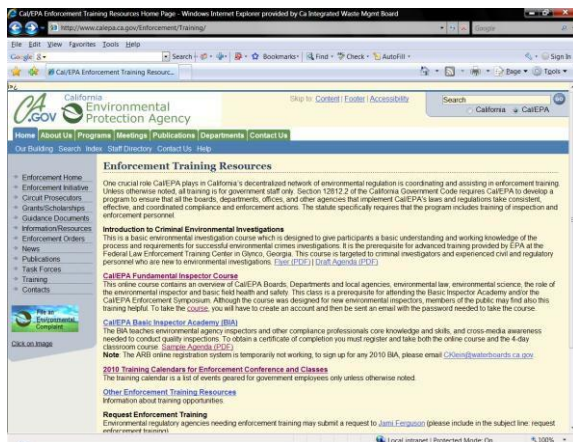 Cal/EPA Enforcement Training Resources Home Page - Windows Internet Explorer provided by Ca Integrated Waste Mgmt Board
http://www.calepa.ca.gov/Enforcement/Training/
Google
File Edit View Favorites Tools Help
Google Search Bookmarks Find Check AutoFill Sign In
Cal/EPA Enforcement Training Resourc... Page Tools
CA.GOV
California
Environmental
Protection Agency
Skip to: Content | Footer | Accessibility
Search
California Cal/EPA
Home About Us Programs Meetings Publications Departments Contact Us
Our Building Search Index Staff Directory Contact Us Help
Enforcement Home
Enforcement Initiative
Circuit Prosecutors
Grants/Scholarships
Guidance Documents
Information/Resources
Enforcement Orders
News
Publications
Task Forces
Training
Contacts
File an
Environmental
Complaint
Click on Image
Enforcement Training Resources
One crucial role Cal/EPA plays in California's decentralized network of environmental regulation is coordinating and assisting in enforcement training.
Unless otherwise noted, all training is for government staff only. Section 12812.2 of the California Government Code requires Cal/EPA to develop a
program to ensure that all the boards, departments, offices, and other agencies that implement Cal/EPA's laws and regulations take consistent,
effective, and coordinated compliance and enforcement actions. The statute specifically requires that the program includes training of inspection and
enforcement personnel.
Introduction to Criminal Environmental Investigations
This is a basic environmental investigation course which is designed to give participants a basic understanding and working knowledge of the
process and requirements for successful environmental crimes investigations. It is the prerequisite for advanced training provided by EPA at the
Federal Law Enforcement Training Center in Glynco, Georgia. This course is targeted to criminal investigators and experienced civil and regulatory
personnel who are new to environmental investigations. Flyer (PDF) | Draft Agenda (PDF)
Cal/EPA Fundamental Inspector Course
This online course contains an overview of Cal/EPA Boards, Departments and local agencies, environmental law, environmental science, the role of
the environmental inspector and basic field health and safety. This class is a prerequisite for attending the Basic Inspector Academy and/or the
Cal/EPA Enforcement Symposium. Although the course was designed for new environmental inspectors, members of the public may find also this
training helpful. To take the course, you will have to create an account and then be sent an email with the password needed to take the course.
Cal/EPA Basic Inspector Academy (BIA)
The BIA teaches environmental agency inspectors and other compliance professionals core knowledge and skills, and cross-media awareness
needed to conduct quality inspections. To obtain a certificate of completion you must register and take both the online course and the 4-day
classroom course. Sample Agenda (PDF)
Note: The ARB online registration system is temporarily not working, to sign up for any 2010 BIA, please email CKlein@waterboards.ca.gov.
2010 Training Calendars for Enforcement Conference and Classes
The training calendar is a list of events geared for government employees only unless otherwise noted.
Other Enforcement Training Resources
Information about training opportunities.
Request Enforcement Training
Environmental regulatory agencies needing enforcement training may submit a request to Jami Ferguson (please include in the subject line: request
enforcement training)
Local intranet | Protected Mode: On 100%